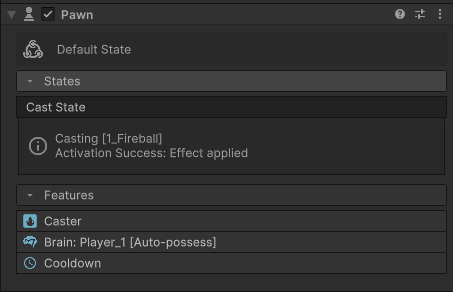 Pawn
Default State
States
Cast State
Casting [1_Fireball]
Activation Success: Effect applied
Features
Caster
Brain: Player_1 [Auto-possess]
Cooldown